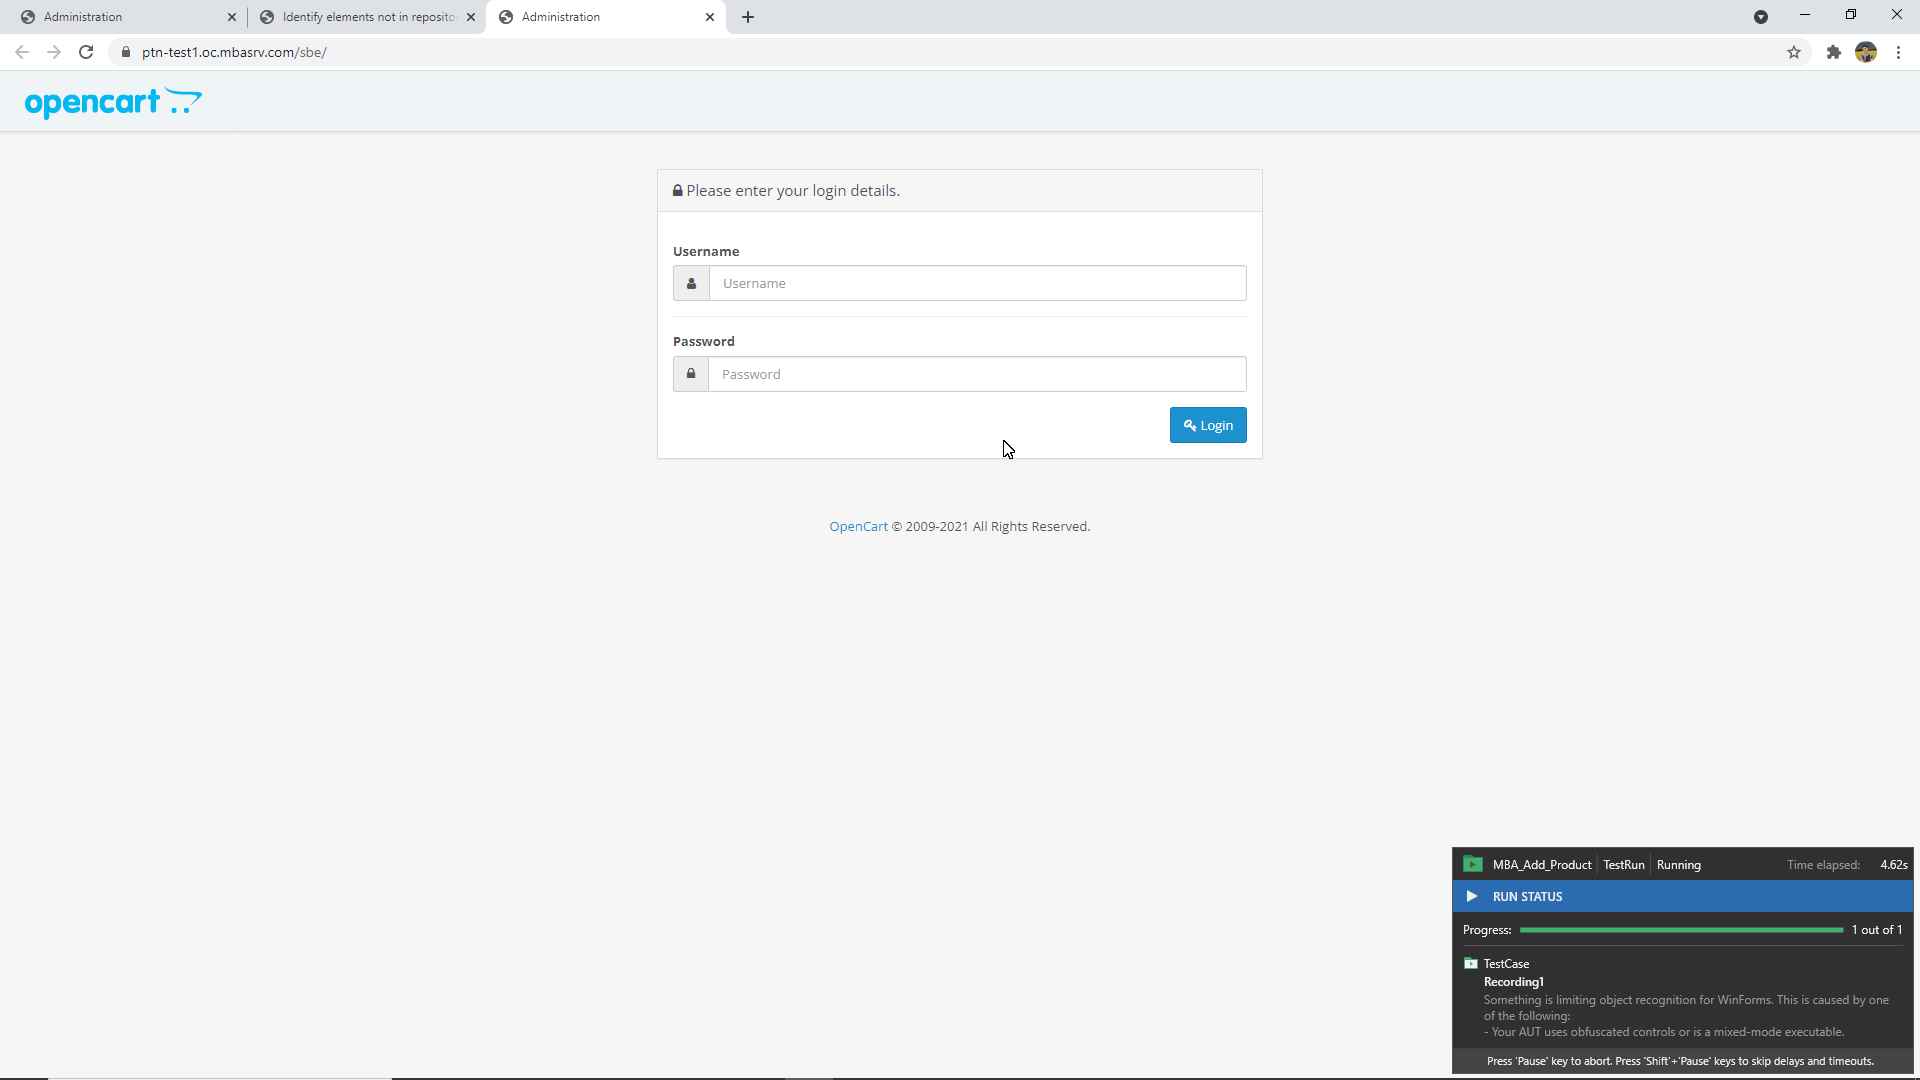 Administration
Identify elements not in reposito
Administration
ptn-test1.oc.mbasrv.com/sbe/
opencart
Please enter your login details.
Username
Username
Password
Password
Login
OpenCart © 2009-2021 All Rights Reserved.
MBA_Add_Product TestRun Running Time elapsed: 4.62s
RUN STATUS
Progress: 1 out of 1
TestCase
Recording1
Something is limiting object recognition for WinForms. This is caused by one
of the following:
- Your AUT uses obfuscated controls or is a mixed-mode executable.
Press 'Pause' key to abort. Press 'Shift'+'Pause' keys to skip delays and timeouts.